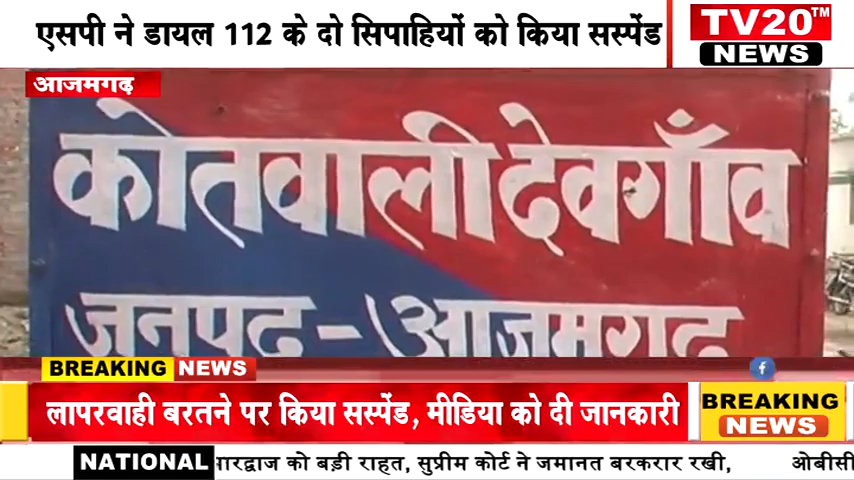 एसपी ने डायल 112 के दो सिपाहियों को किया सस्पेंड
TV20™
NEWS
आजमगढ़
कोतवाली देवगाँव
जनपद - आजमगढ़
BREAKING NEWS
लापरवाही बरतने पर किया सस्पेंड, मीडिया को दी जानकारी
BREAKING
NEWS
NATIONAL
को बड़ी राहत, सुप्रीम कोर्ट ने जमानत बरकरार रखी, ओबीसी